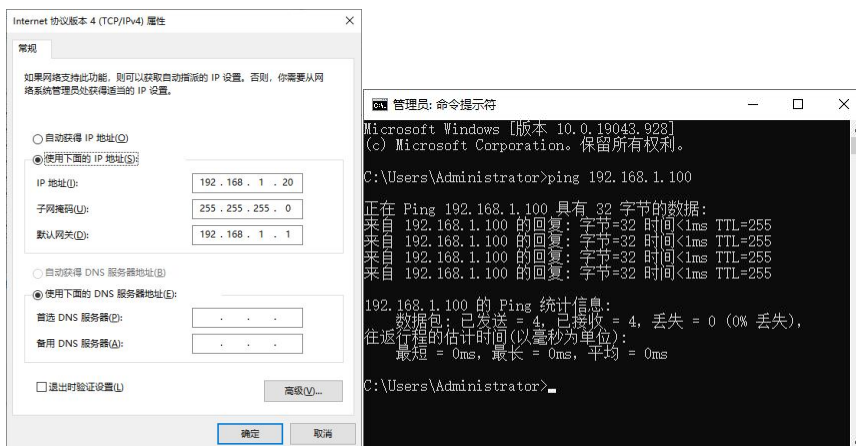 Internet 协议版本 4 (TCP/IPv4) 属性
常规
如果网络支持此功能，则可以获取自动指派的 IP 设置。否则，你需要从网
络系统管理员处获得适当的 IP 设置。
自动获得 IP 地址(O)
使用下面的 IP 地址(S):
IP 地址(I): 192 . 168 . 1 . 20
子网掩码(U): 255 . 255 . 255 . 0
默认网关(D): 192 . 168 . 1 . 1
自动获得 DNS 服务器地址(B)
使用下面的 DNS 服务器地址(E):
首选 DNS 服务器(P): . . .
备用 DNS 服务器(A): . . .
退出时验证设置(L)
高级(V)...
确定 取消
管理员: 命令提示符
Microsoft Windows [版本 10.0.19043.928]
(c) Microsoft Corporation。保留所有权利。
C:\Users\Administrator>ping 192.168.1.100
正在 Ping 192.168.1.100 具有 32 字节的数据:
来自 192.168.1.100 的回复: 字节=32 时间<1ms TTL=255
来自 192.168.1.100 的回复: 字节=32 时间<1ms TTL=255
来自 192.168.1.100 的回复: 字节=32 时间<1ms TTL=255
来自 192.168.1.100 的回复: 字节=32 时间<1ms TTL=255
192.168.1.100 的 Ping 统计信息:
数据包: 已发送 = 4，已接收 = 4，丢失 = 0 (0% 丢失)，
往返行程的估计时间(以毫秒为单位):
最短 = 0ms，最长 = 0ms，平均 = 0ms
C:\Users\Administrator>